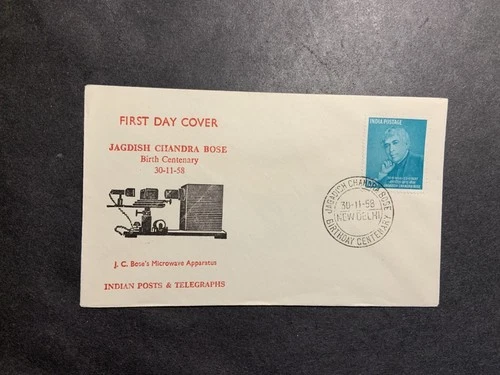 FIRST DAY COVER
JAGDISH CHANDRA BOSE
Birth Centenary
30-11-58
J. C. Bose's Microwave Apparatus
INDIAN POSTS & TELEGRAPHS
INDIA POSTAGE
JAGADISH CHANDRA BOSE
30-11-58
NEW DELHI
BIRTHDAY CENTENARY